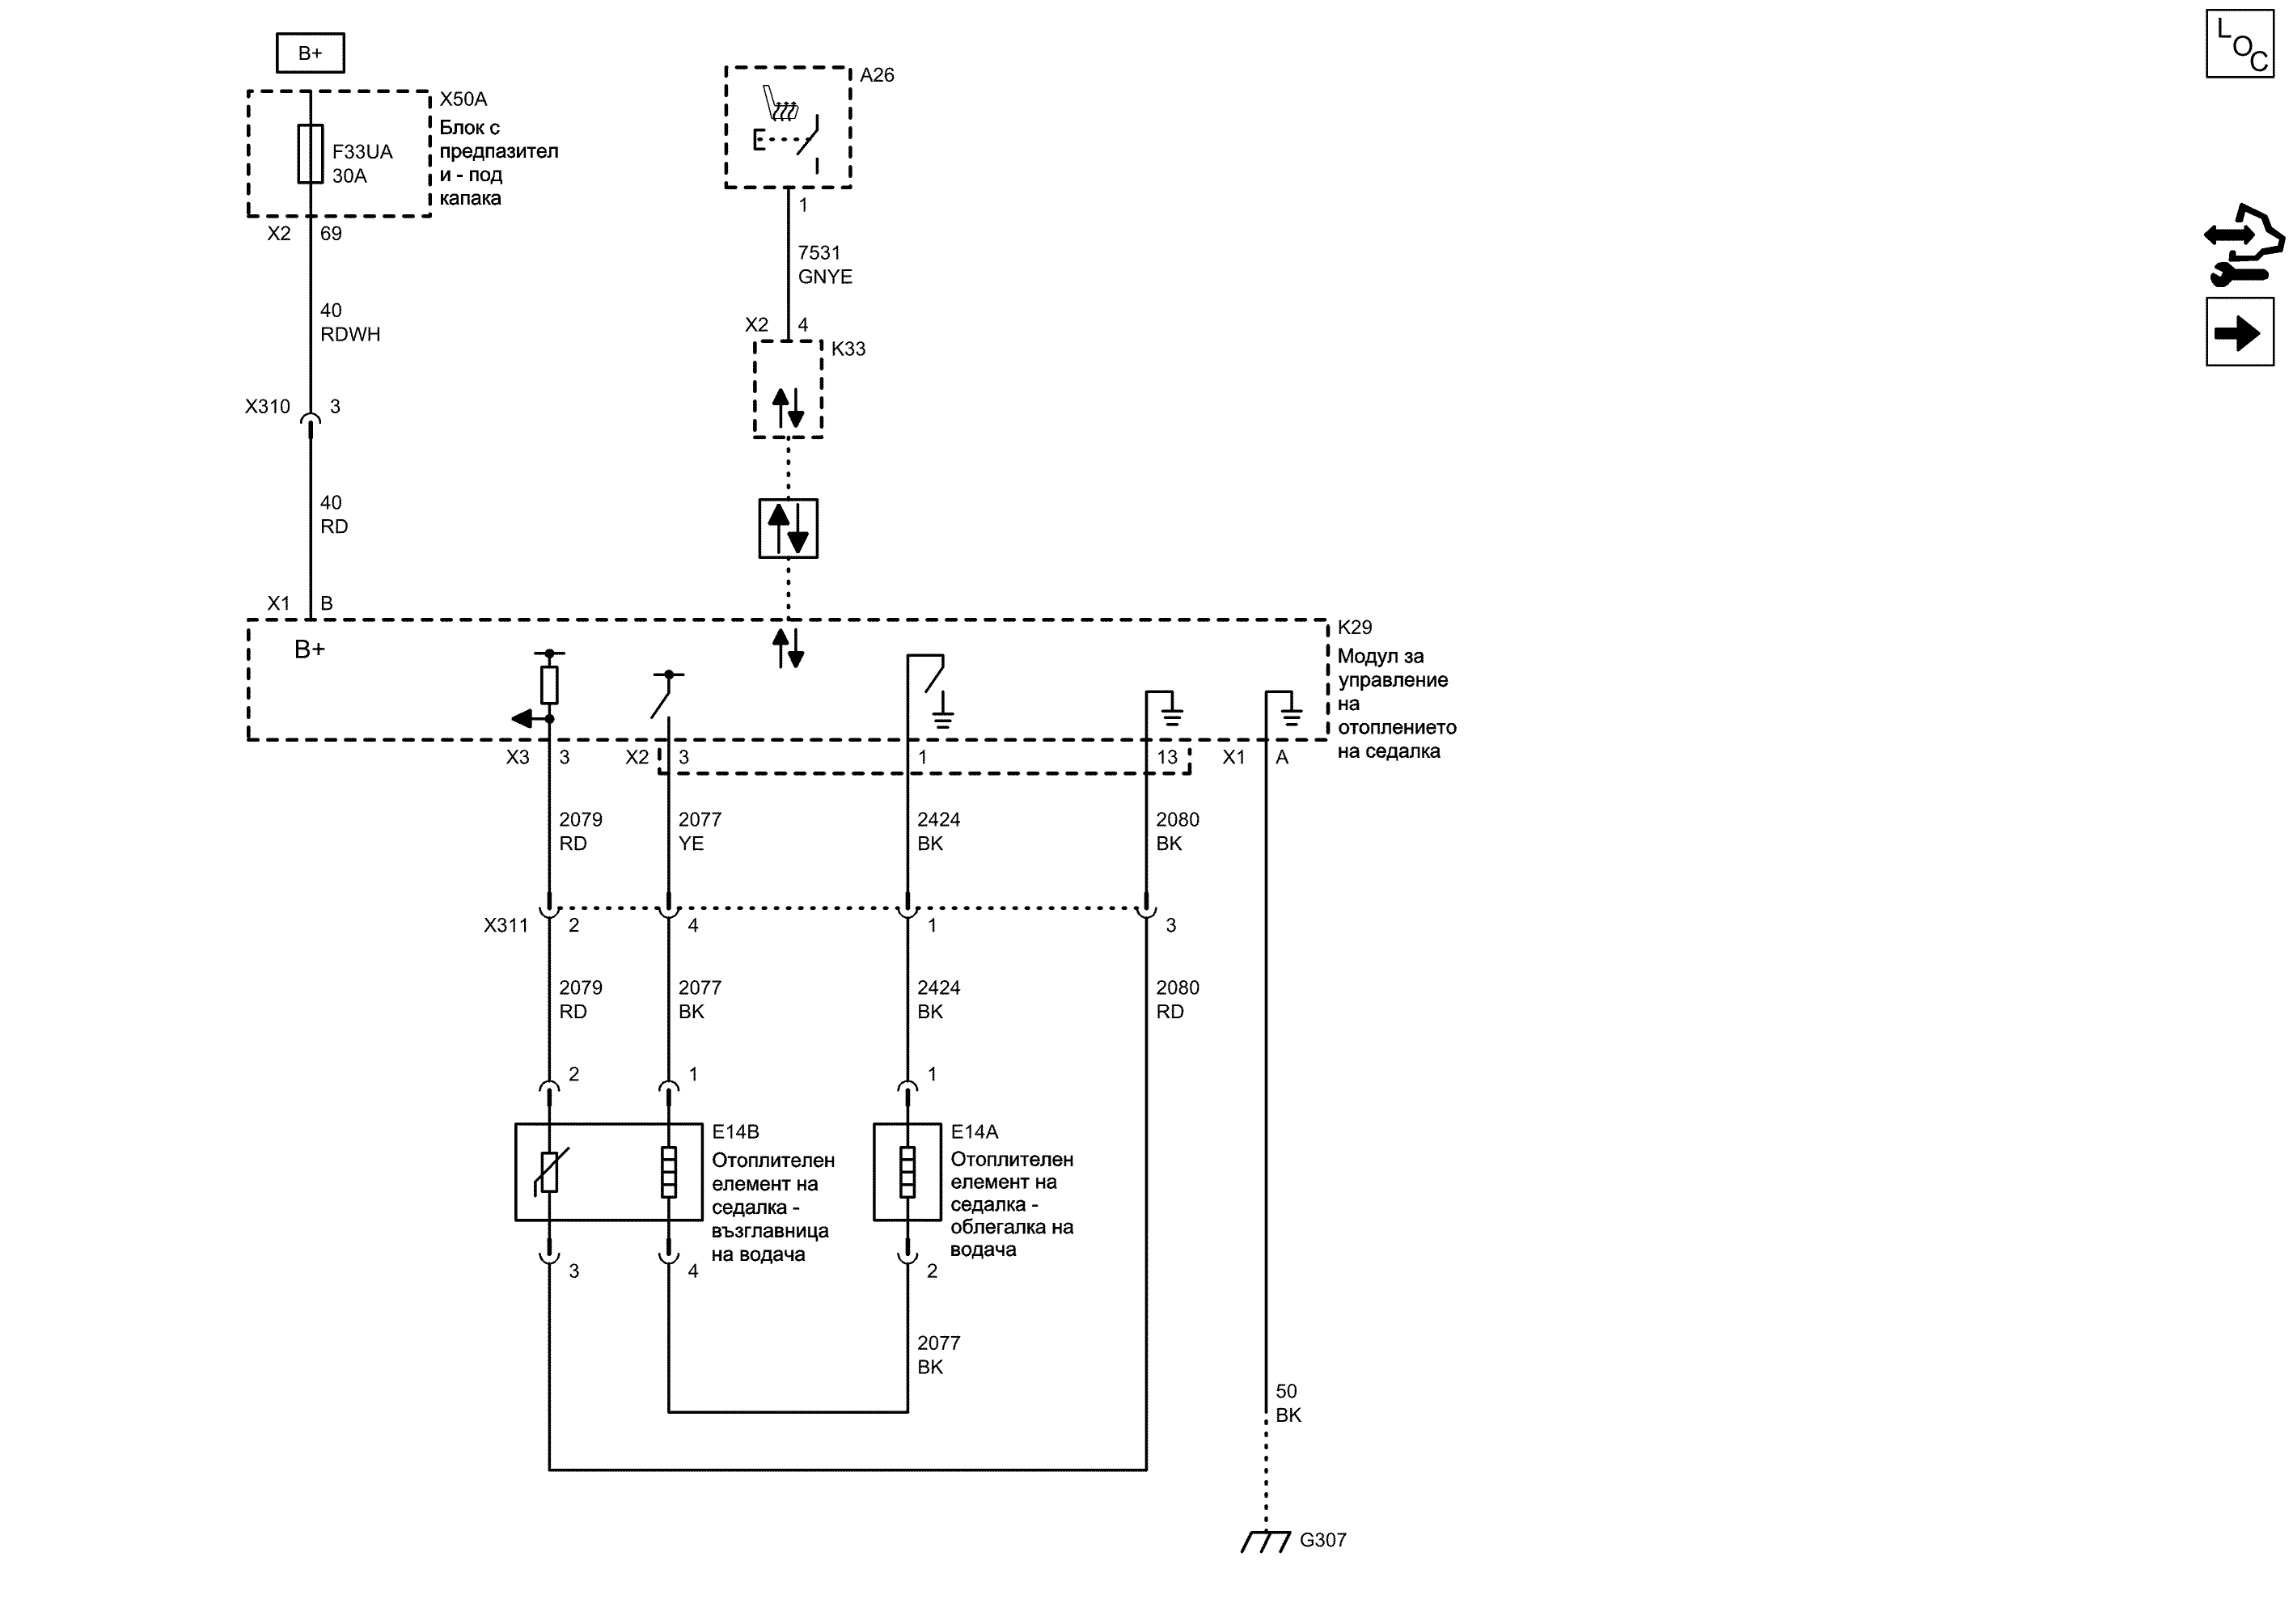 B+
X50A
Блок с
предпазител
и - под
капака
F33UA
30A
X2 69
40
RDWH
X310 3
40
RD
X1 B
A26
1
7531
GNYE
X2 4
K33
B+
K29
Модул за
управление
на
отоплението
на седалка
X3 3
X2 3
1
13
X1 A
2079
RD
2077
YE
2424
BK
2080
BK
X311 2
4
1
3
2079
RD
2077
BK
2424
BK
2080
RD
2
1
1
E14B
Отоплителен
елемент на
седалка -
възглавница
на водача
E14A
Отоплителен
елемент на
седалка -
облегалка на
водача
3
4
2
2077
BK
50
BK
G307
LOC